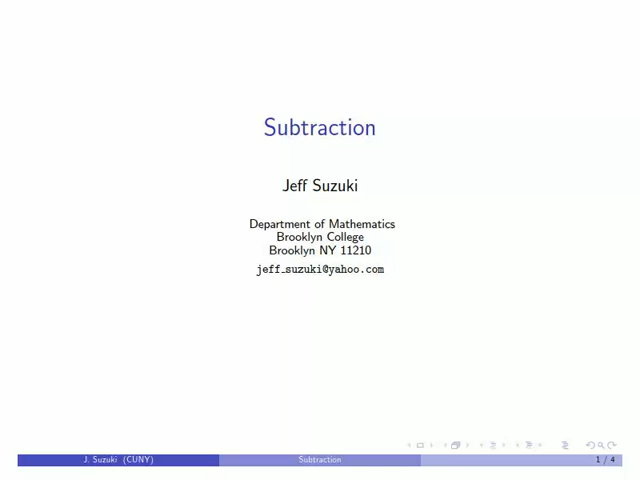 Subtraction
Jeff Suzuki
Department of Mathematics
Brooklyn College
Brooklyn NY 11210
jeff_suzuki@yahoo.com
J. Suzuki (CUNY) Subtraction 1 / 4